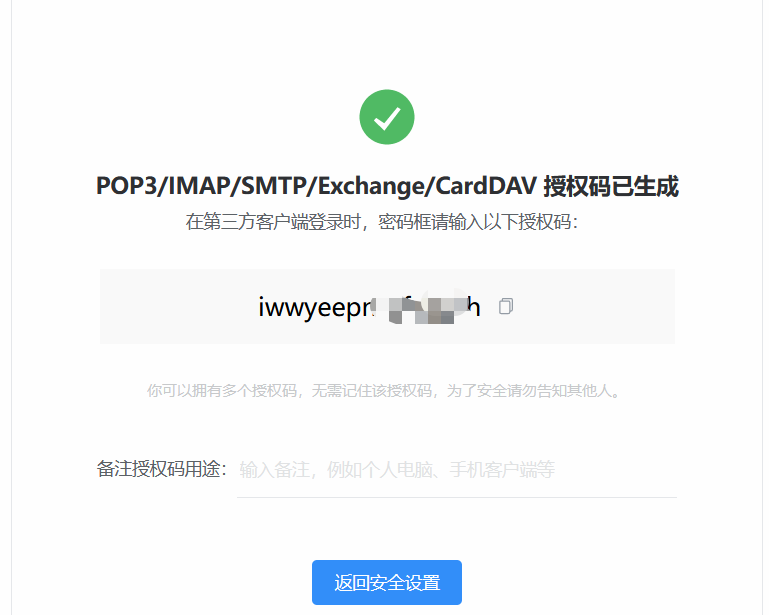 POP3/IMAP/SMTP/Exchange/CardDAV 授权码已生成
在第三方客户端登录时，密码框请输入以下授权码：
你可以拥有多个授权码，无需记住该授权码，为了安全请勿告知其他人。
备注授权码用途： 输入备注，例如个人电脑、手机客户端等
返回安全设置